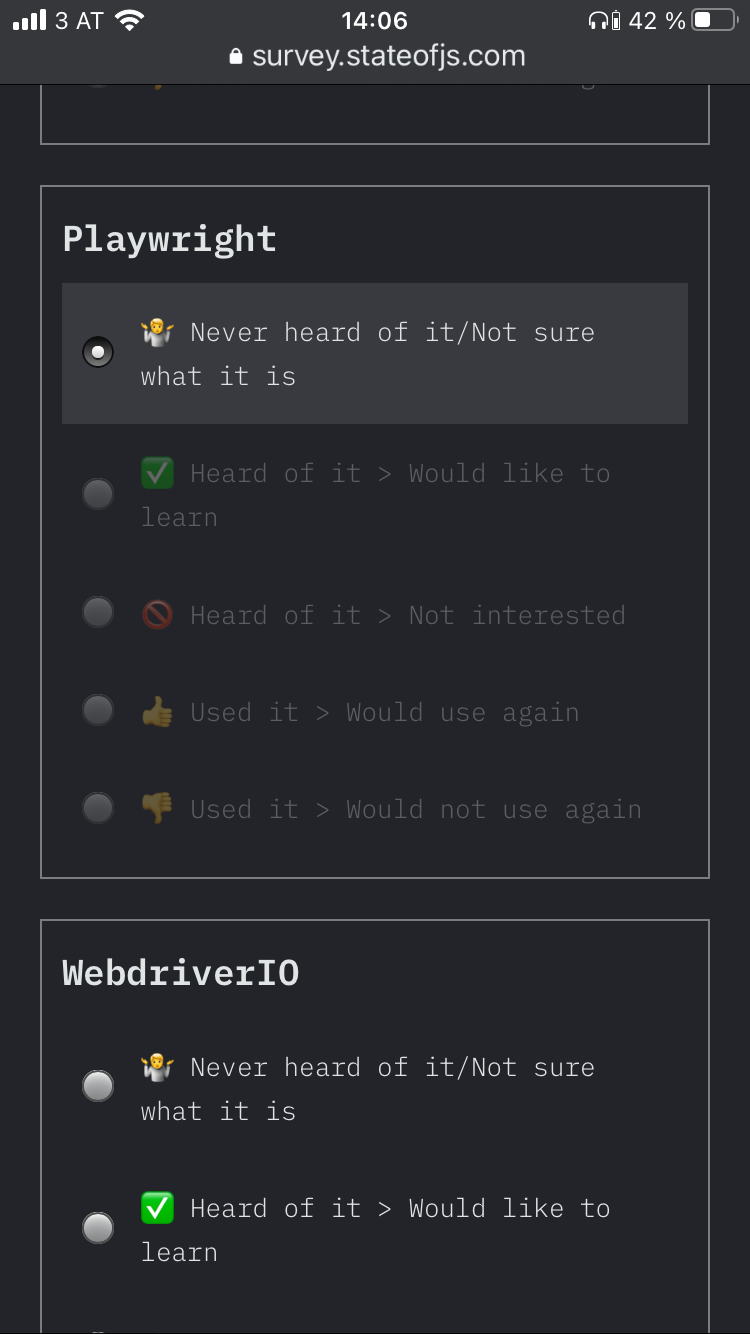 3 AT 14:06 42 %
survey.stateofjs.com
Playwright
Never heard of it/Not sure
what it is
Heard of it > Would like to
learn
Heard of it > Not interested
Used it > Would use again
Used it > Would not use again
WebdriverIO
Never heard of it/Not sure
what it is
Heard of it > Would like to
learn